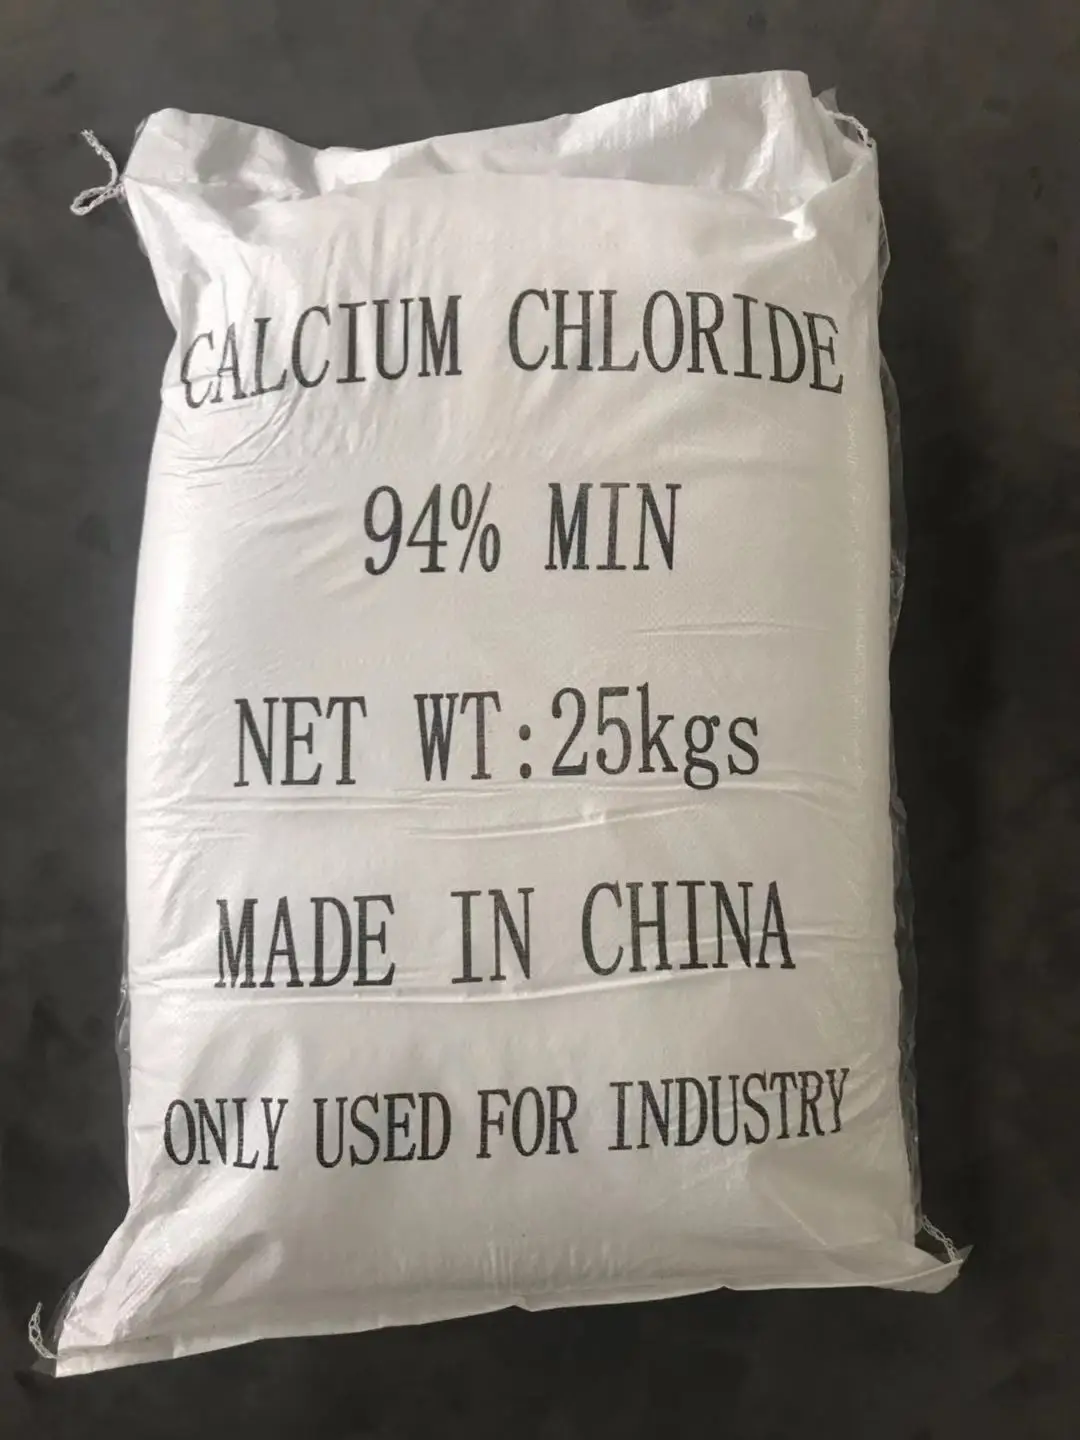 CALCIUM CHLORIDE
94% MIN
NET WT:25kgs
MADE IN CHINA
ONLY USED FOR INDUSTRY